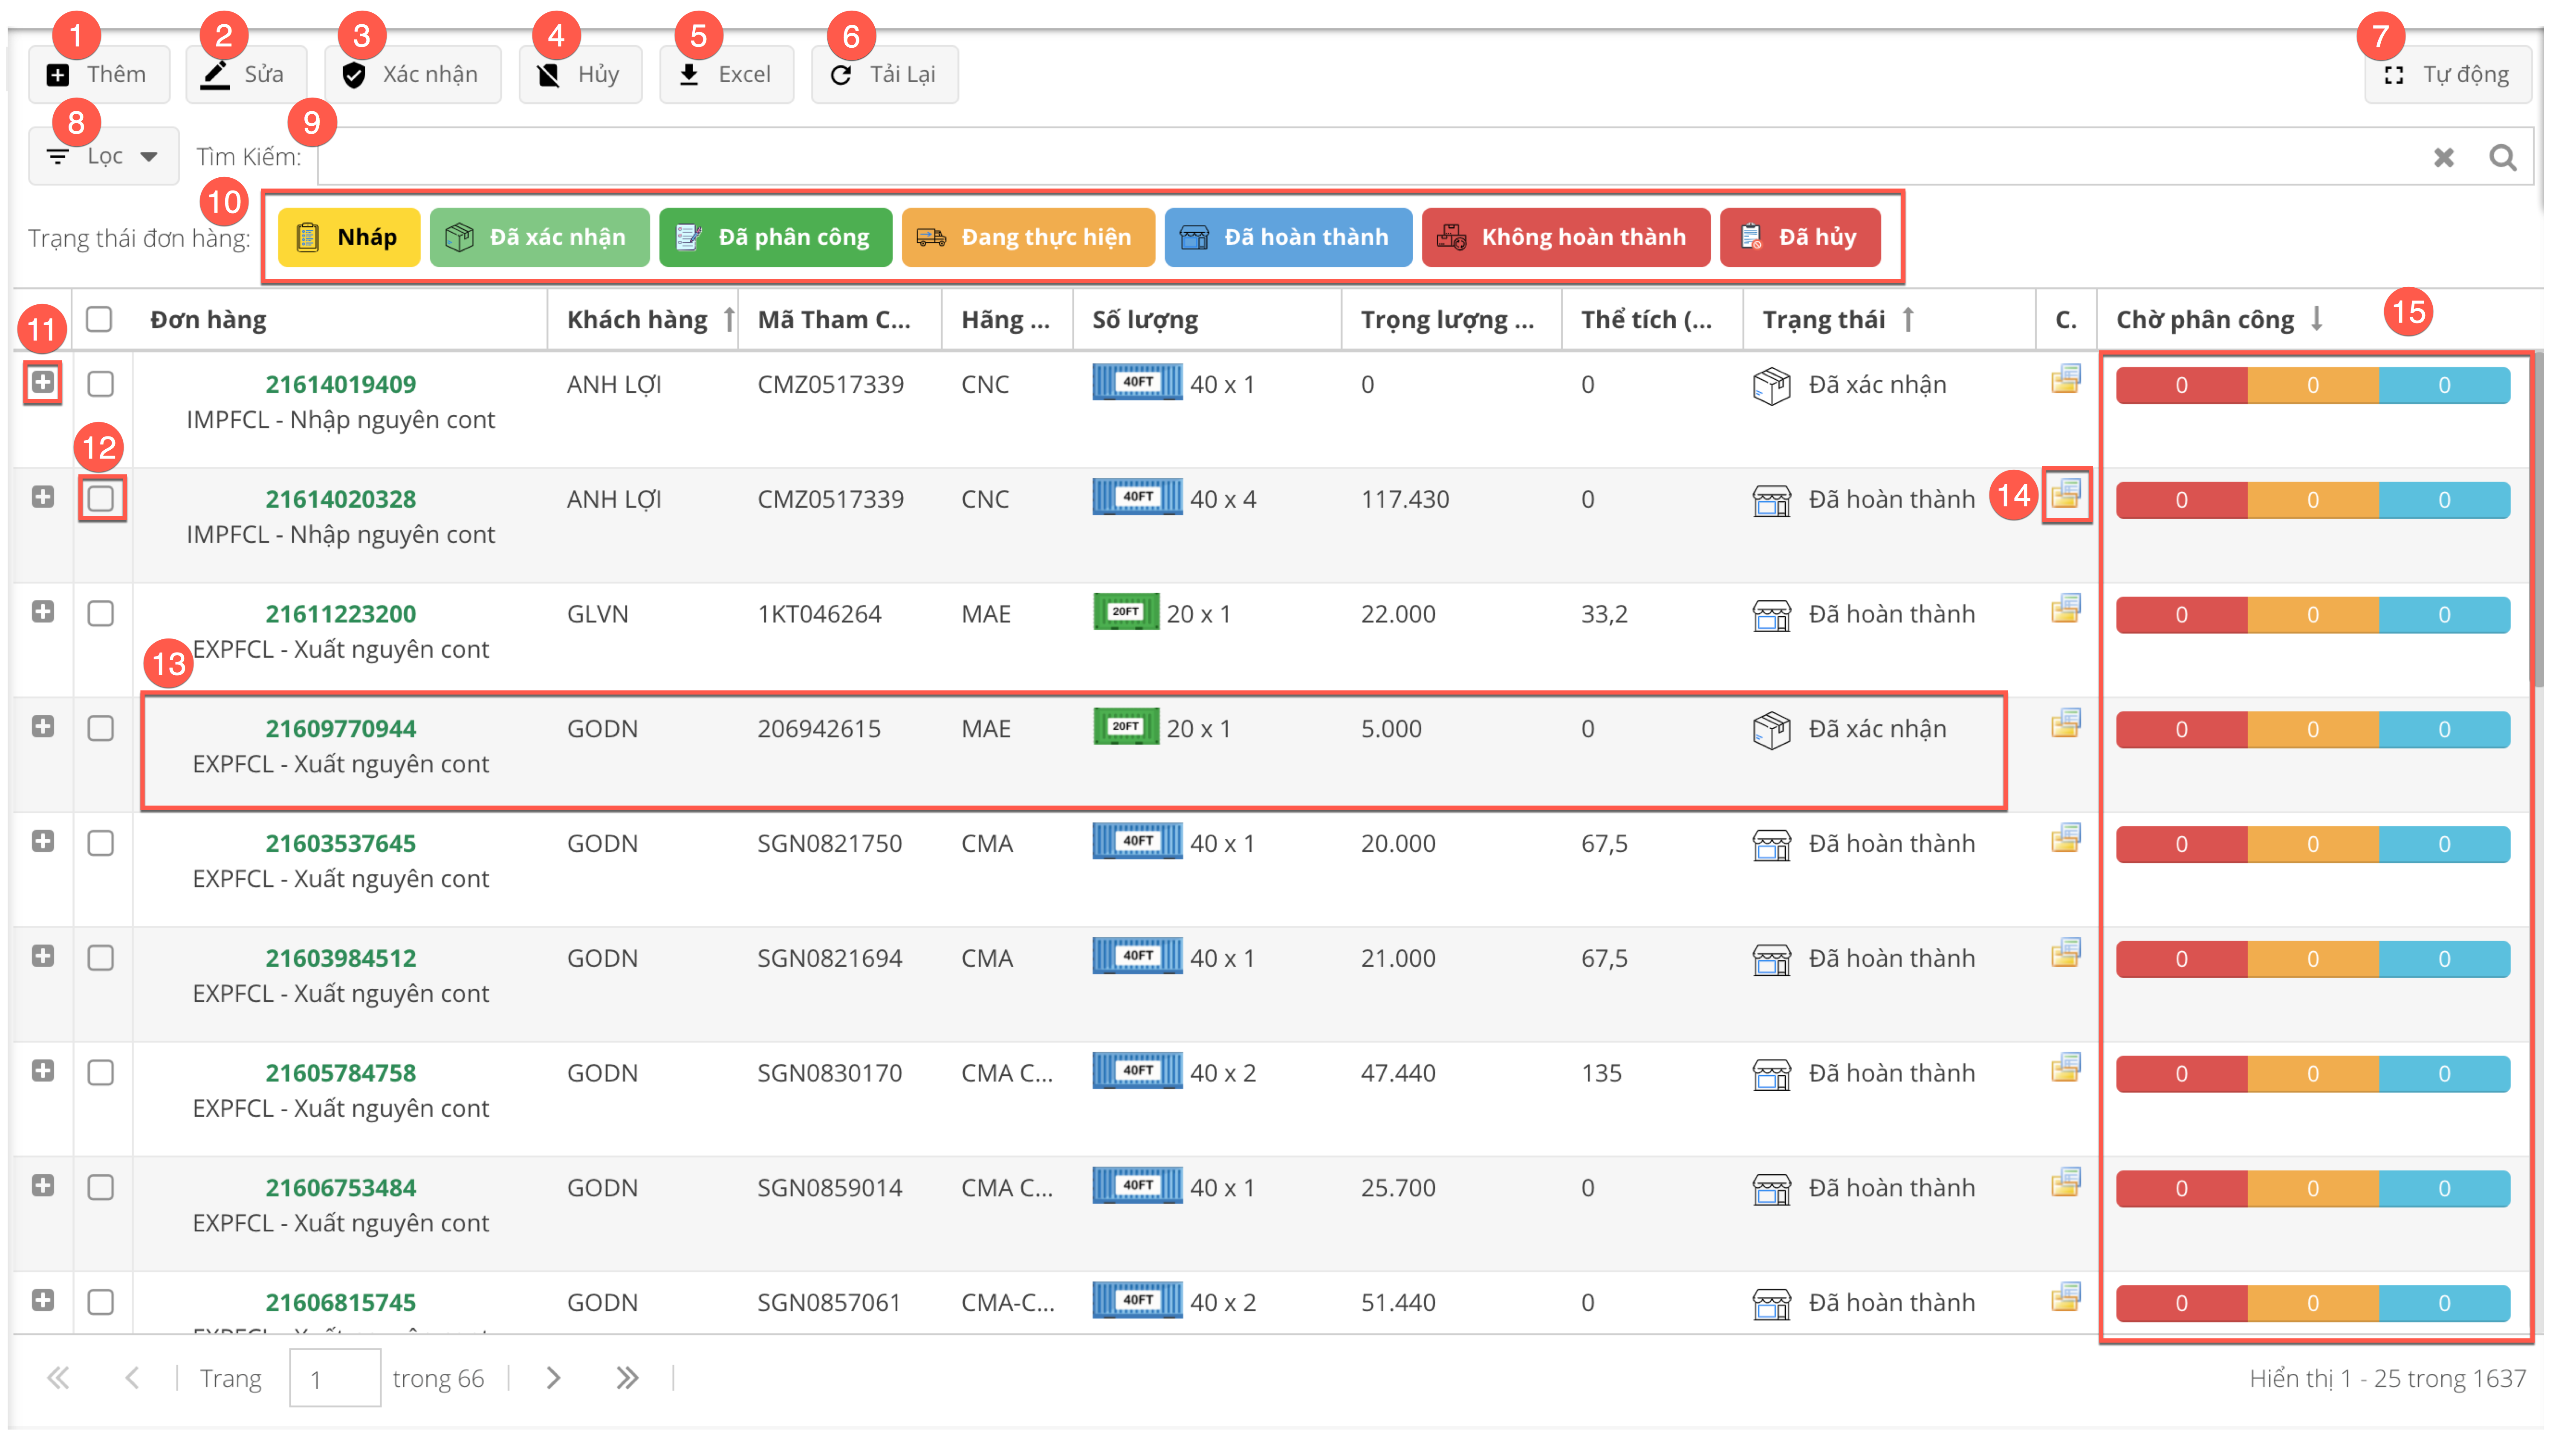 1 2 3 4 5 6 7
Thêm Sửa Xác nhận Hủy Excel Tải Lại Tự động
8 9
Lọc Tìm Kiếm:
10
Trạng thái đơn hàng: Nháp Đã xác nhận Đã phân công Đang thực hiện Đã hoàn thành Không hoàn thành Đã hủy
11 Đơn hàng Khách hàng Mã Tham C... Hãng ... Số lượng Trọng lượng ... Thể tích (... Trạng thái C. Chờ phân công 15
21614019409 ANH LỢI CMZ0517339 CNC 40FT 40 x 1 0 0 Đã xác nhận 0 0 0
IMPFCL - Nhập nguyên cont
12
21614020328 ANH LỢI CMZ0517339 CNC 40FT 40 x 4 117.430 0 Đã hoàn thành 14 0 0 0
IMPFCL - Nhập nguyên cont
21611223200 GLVN 1KT046264 MAE 20FT 20 x 1 22.000 33,2 Đã hoàn thành 0 0 0
EXPFCL - Xuất nguyên cont
13
21609770944 GODN 206942615 MAE 20FT 20 x 1 5.000 0 Đã xác nhận 0 0 0
EXPFCL - Xuất nguyên cont
21603537645 GODN SGN0821750 CMA 40FT 40 x 1 20.000 67,5 Đã hoàn thành 0 0 0
EXPFCL - Xuất nguyên cont
21603984512 GODN SGN0821694 CMA 40FT 40 x 1 21.000 67,5 Đã hoàn thành 0 0 0
EXPFCL - Xuất nguyên cont
21605784758 GODN SGN0830170 CMA C... 40FT 40 x 2 47.440 135 Đã hoàn thành 0 0 0
EXPFCL - Xuất nguyên cont
21606753484 GODN SGN0859014 CMA C... 40FT 40 x 1 25.700 0 Đã hoàn thành 0 0 0
EXPFCL - Xuất nguyên cont
21606815745 GODN SGN0857061 CMA-C... 40FT 40 x 2 51.440 0 Đã hoàn thành 0 0 0
Trang 1 trong 66 Hiển thị 1 - 25 trong 1637